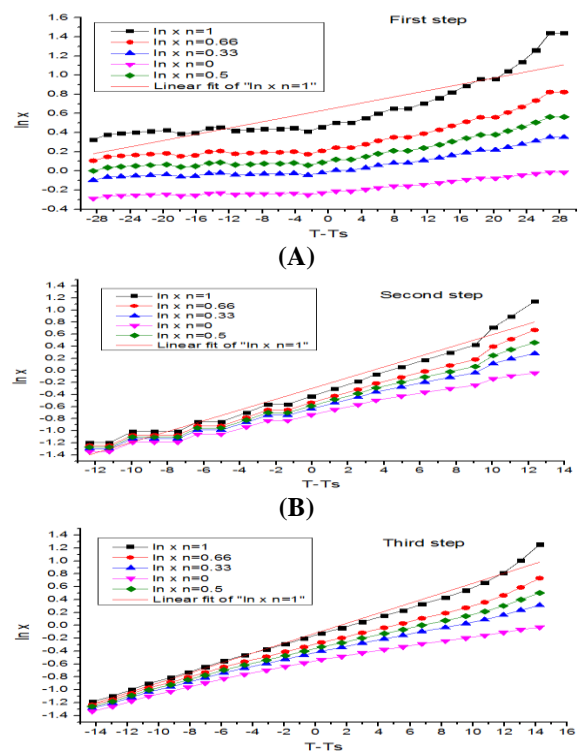 First step
ln x n=1
ln x n=0.66
ln x n=0.33
ln x n=0
ln x n=0.5
Linear fit of "ln x n=1"
ln x
1.6
1.4
1.2
1.0
0.8
0.6
0.4
0.2
0.0
-0.2
-0.4
-28 -24 -20 -16 -12 -8 -4 0 4 8 12 16 20 24 28
T-Ts
(A)
Second step
ln x n=1
ln x n=0.66
ln x n=0.33
ln x n=0
ln x n=0.5
Linear fit of "ln x n=1"
ln x
1.4
1.2
1.0
0.8
0.6
0.4
0.2
0.0
-0.2
-0.4
-0.6
-0.8
-1.0
-1.2
-1.4
-12 -10 -8 -6 -4 -2 0 2 4 6 8 10 12 14
T-Ts
(B)
Third step
ln x n=1
ln x n=0.66
ln x n=0.33
ln x n=0
ln x n=0.5
Linear fit of "ln x n=1"
ln x
1.4
1.2
1.0
0.8
0.6
0.4
0.2
0.0
-0.2
-0.4
-0.6
-0.8
-1.0
-1.2
-1.4
-14 -12 -10 -8 -6 -4 -2 0 2 4 6 8 10 12 14 16
T-Ts